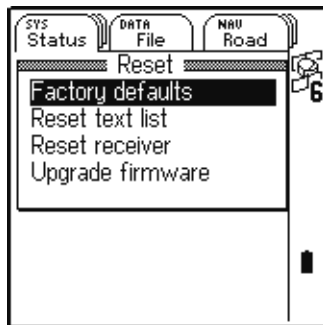 SYS DATA NAV
Status File Road
Reset
Factory defaults
Reset text list
Reset receiver
Upgrade firmware
6